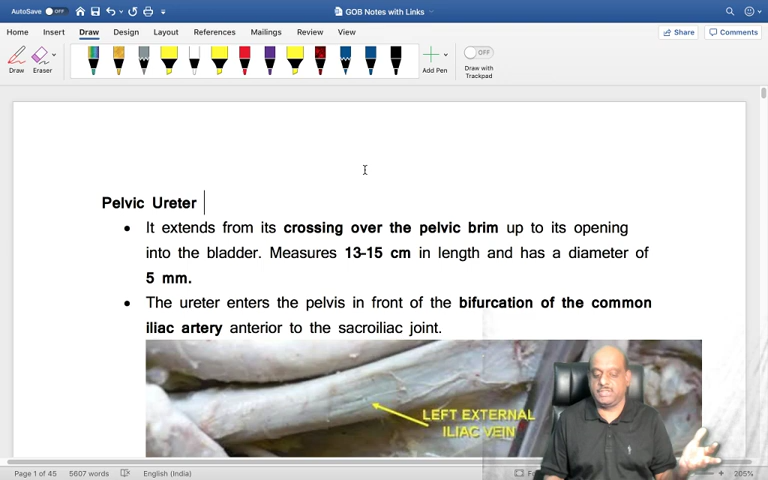 AutoSave OFF GOB Notes with Links
Home Insert Draw Design Layout References Mailings Review View Share Comments
Draw Eraser Add Pen OFF Draw with Trackpad
Pelvic Ureter
• It extends from its crossing over the pelvic brim up to its opening
into the bladder. Measures 13-15 cm in length and has a diameter of
5 mm.
• The ureter enters the pelvis in front of the bifurcation of the common
iliac artery anterior to the sacroiliac joint.
LEFT EXTERNAL
ILIAC VEIN
Page 1 of 45 5607 words English (India) 205%